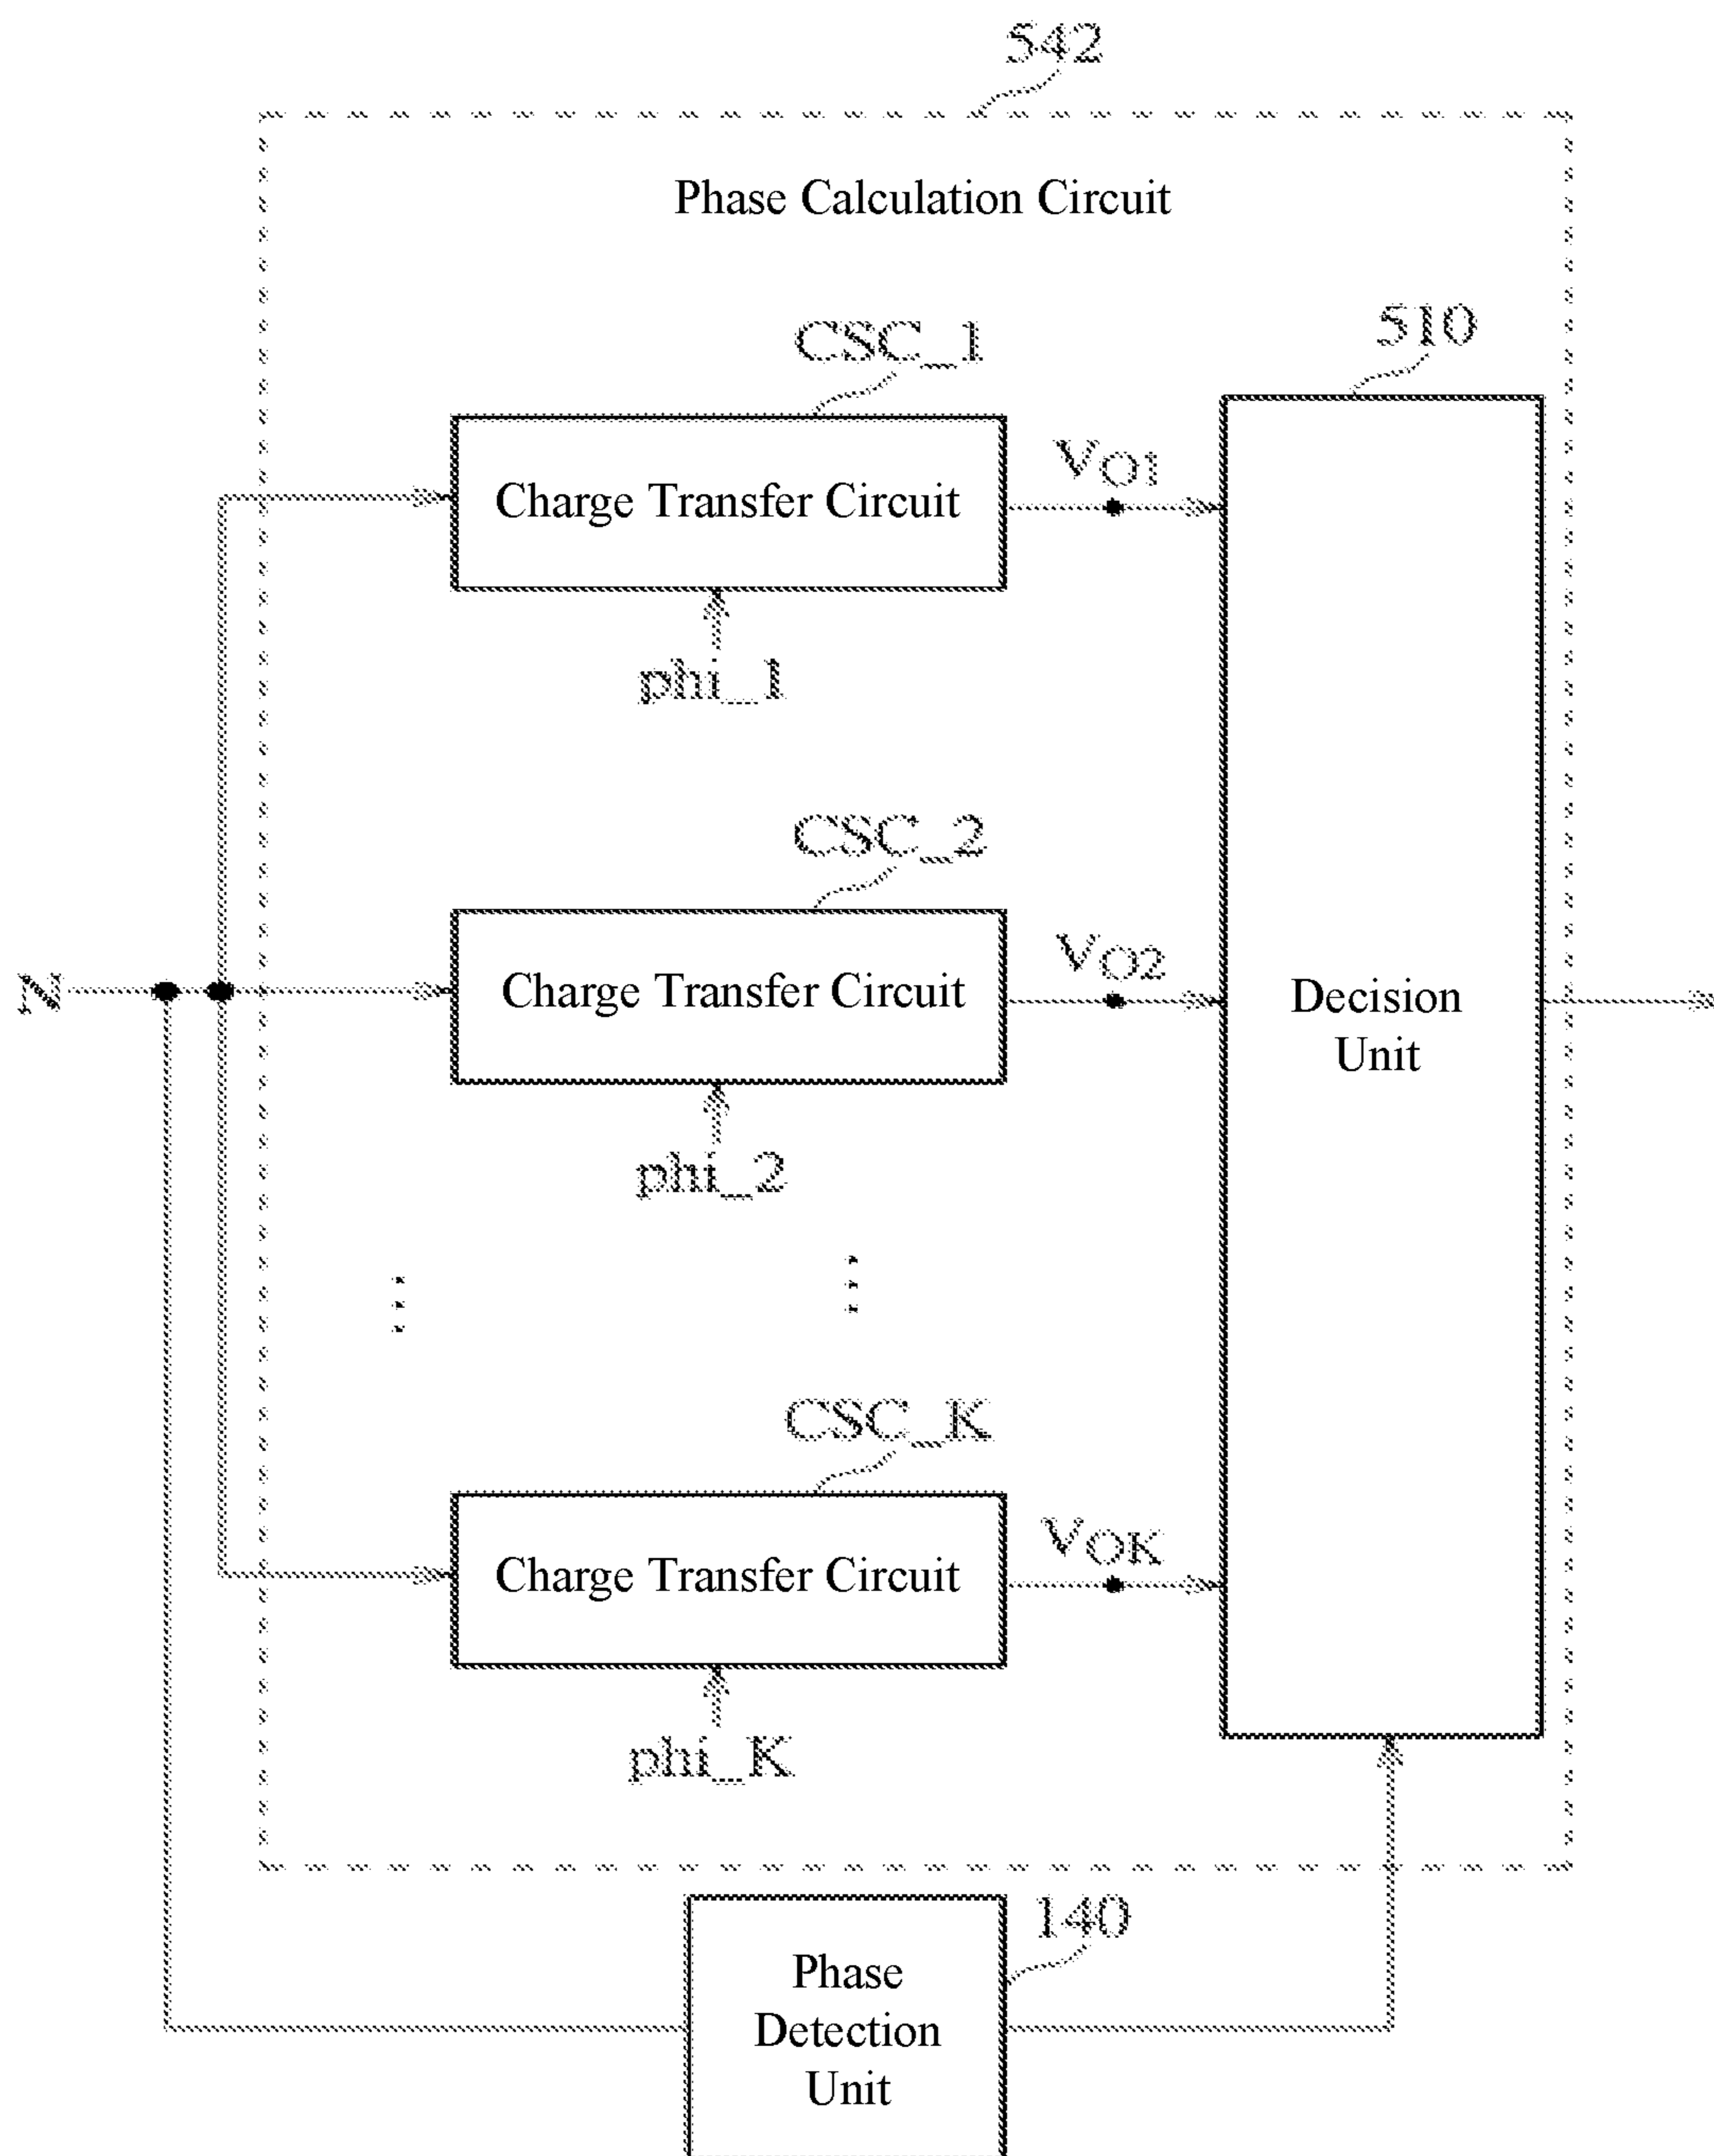 542
Phase Calculation Circuit
510
CSC_1
Charge Transfer Circuit
VO1
phi_1
CSC_2
N
Charge Transfer Circuit
VO2
Decision
Unit
phi_2
CSC_K
Charge Transfer Circuit
VOK
phi_K
140
Phase
Detection
Unit